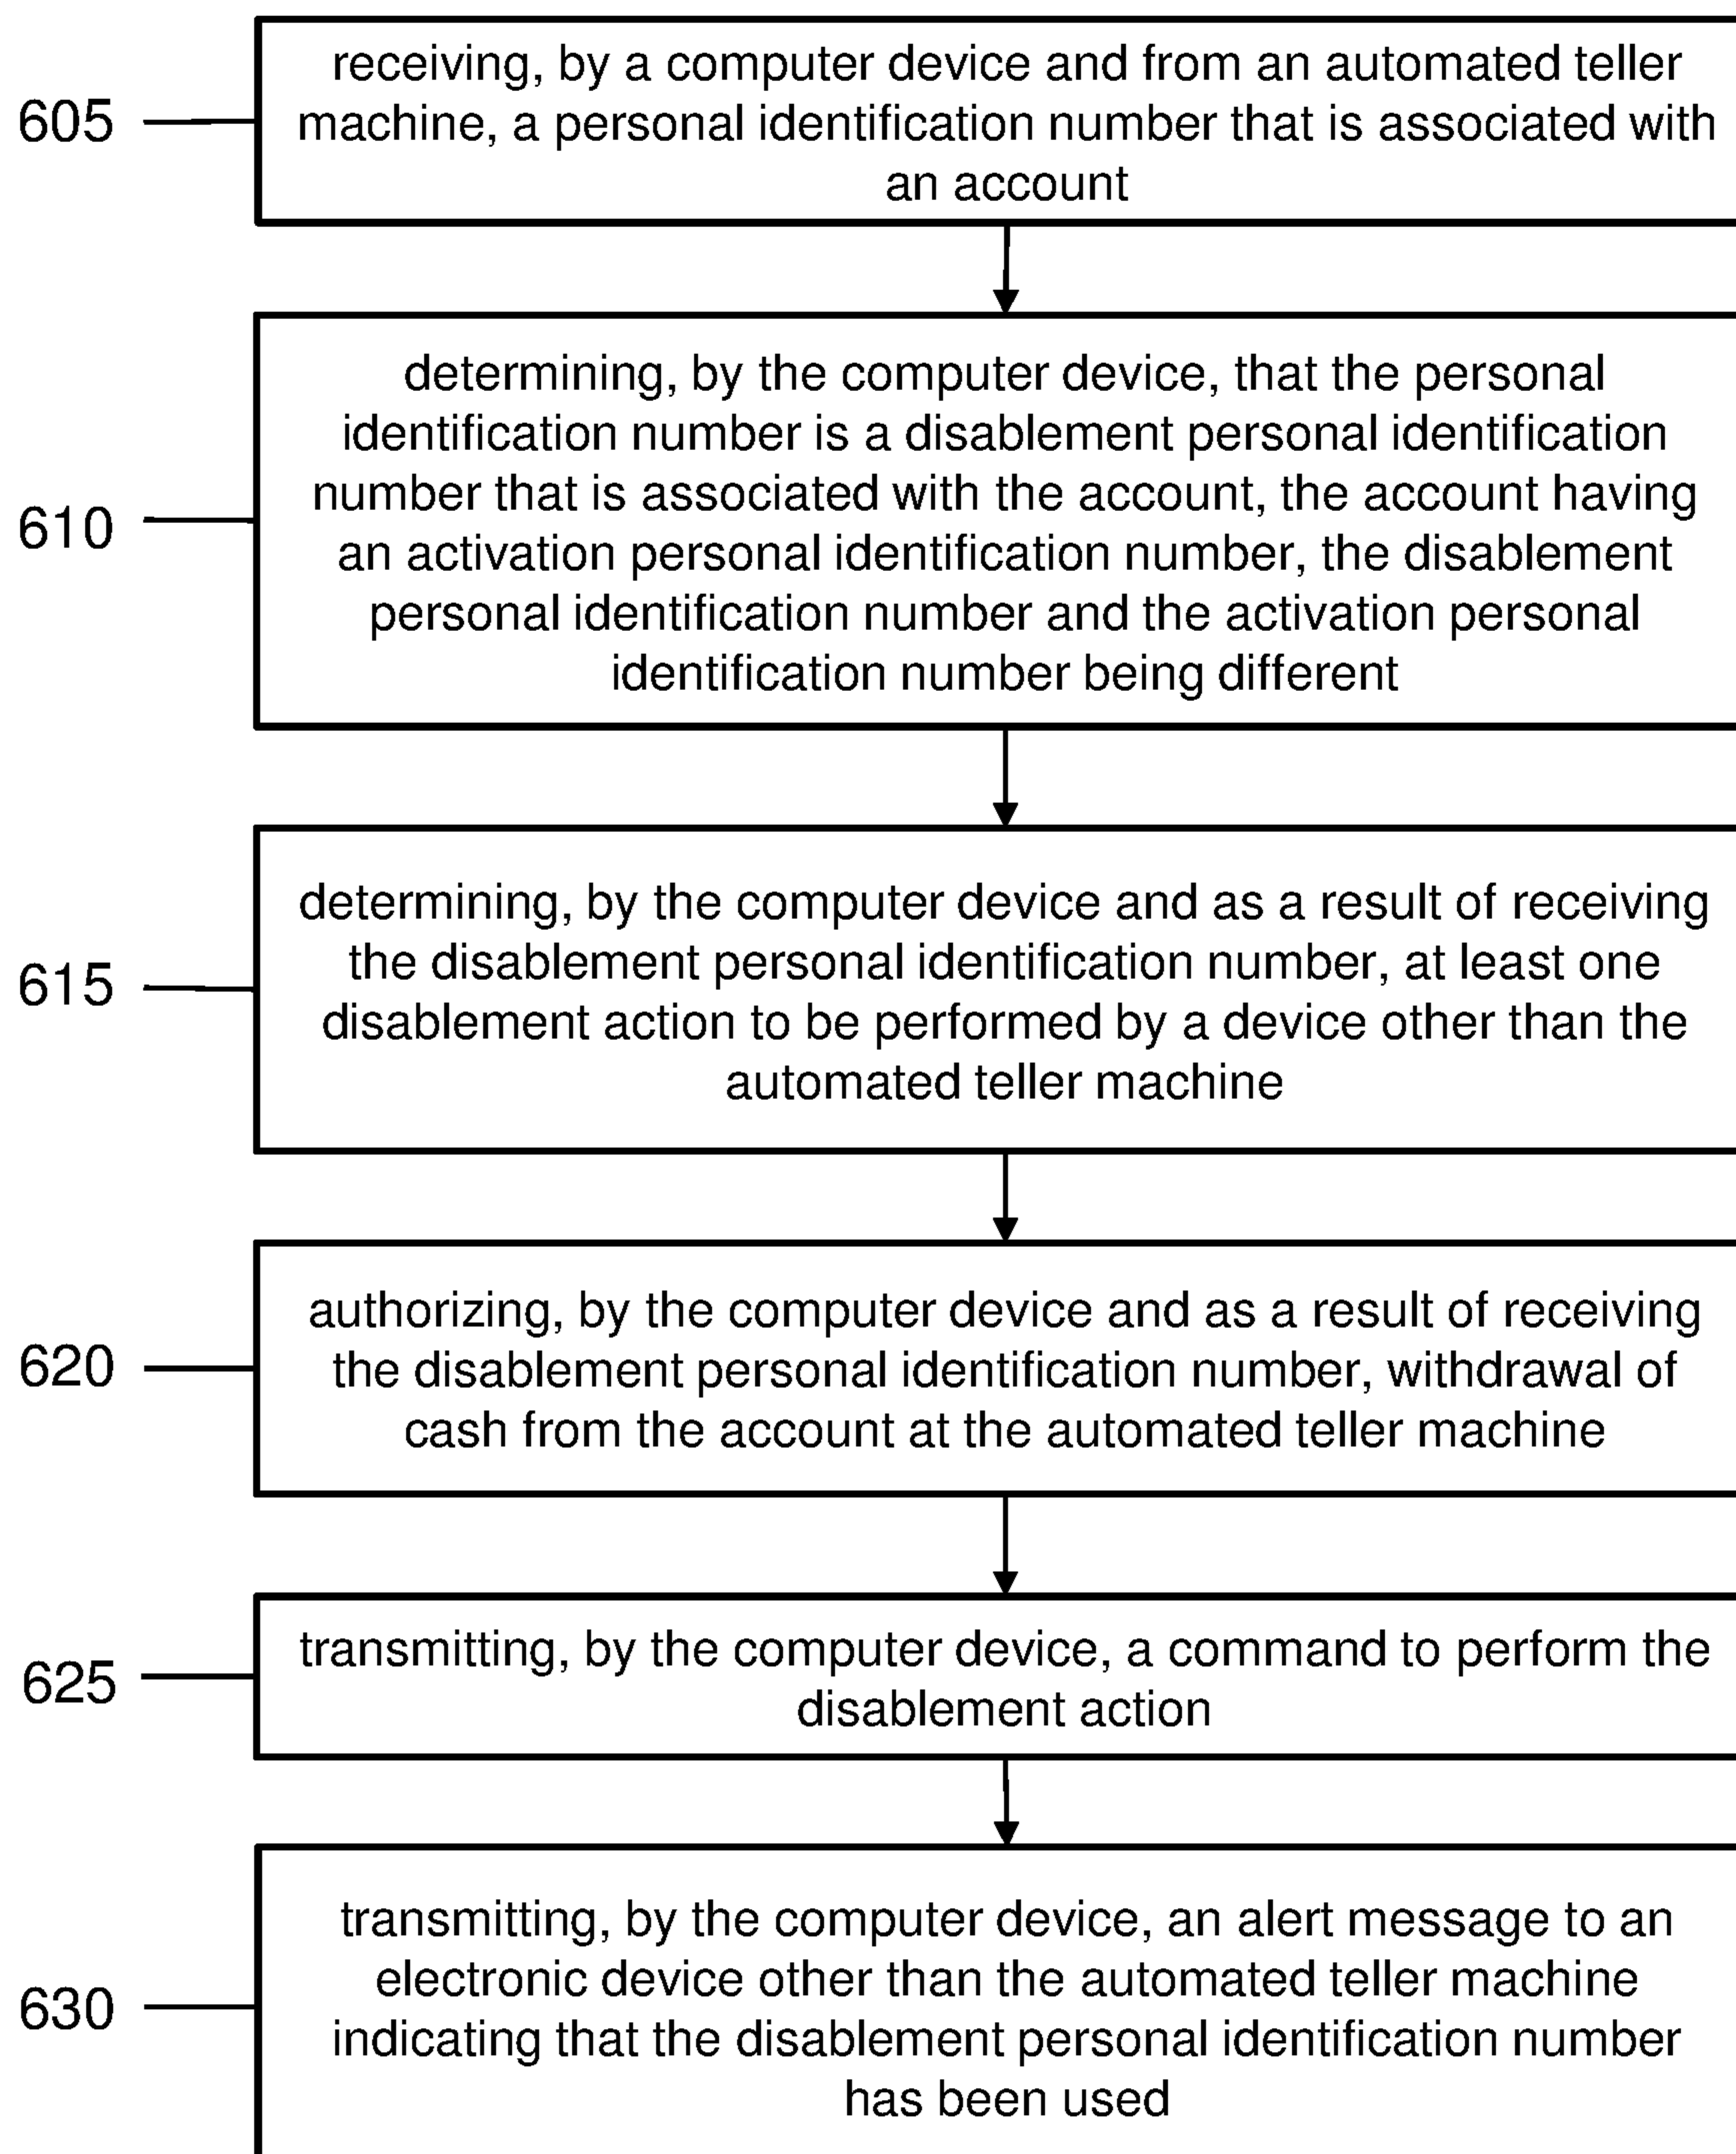 605
receiving, by a computer device and from an automated teller
machine, a personal identification number that is associated with
an account
610
determining, by the computer device, that the personal
identification number is a disablement personal identification
number that is associated with the account, the account having
an activation personal identification number, the disablement
personal identification number and the activation personal
identification number being different
615
determining, by the computer device and as a result of receiving
the disablement personal identification number, at least one
disablement action to be performed by a device other than the
automated teller machine
620
authorizing, by the computer device and as a result of receiving
the disablement personal identification number, withdrawal of
cash from the account at the automated teller machine
625
transmitting, by the computer device, a command to perform the
disablement action
630
transmitting, by the computer device, an alert message to an
electronic device other than the automated teller machine
indicating that the disablement personal identification number
has been used